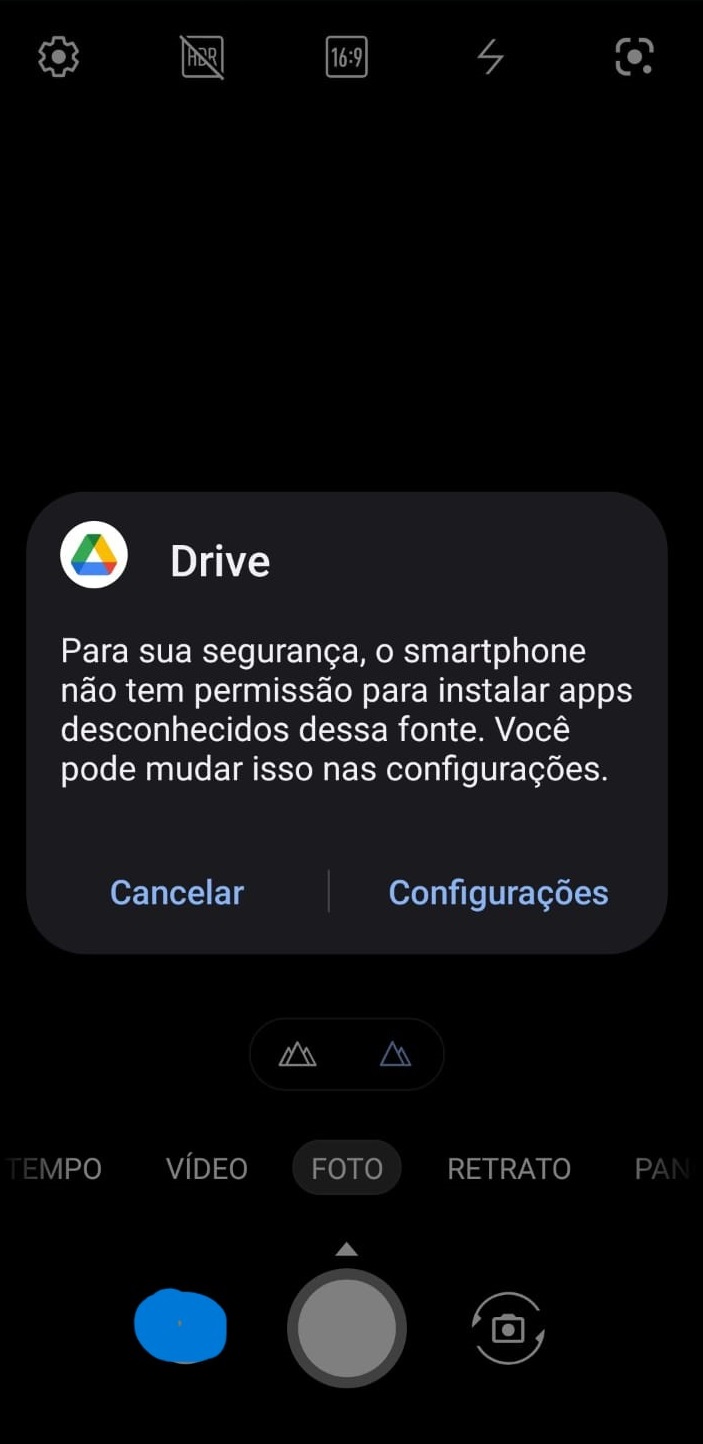 HDR
16:9
Drive
Para sua segurança, o smartphone
não tem permissão para instalar apps
desconhecidos dessa fonte. Você
pode mudar isso nas configurações.
Cancelar
Configurações
TEMPO
VÍDEO
FOTO
RETRATO
PAN